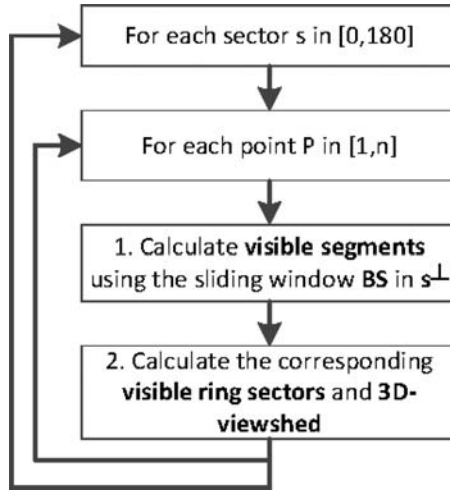 For each sector s in [0,180]
For each point P in [1,n]
1. Calculate visible segments
using the sliding window BS in s⊥
2. Calculate the corresponding
visible ring sectors and 3D-
viewshed